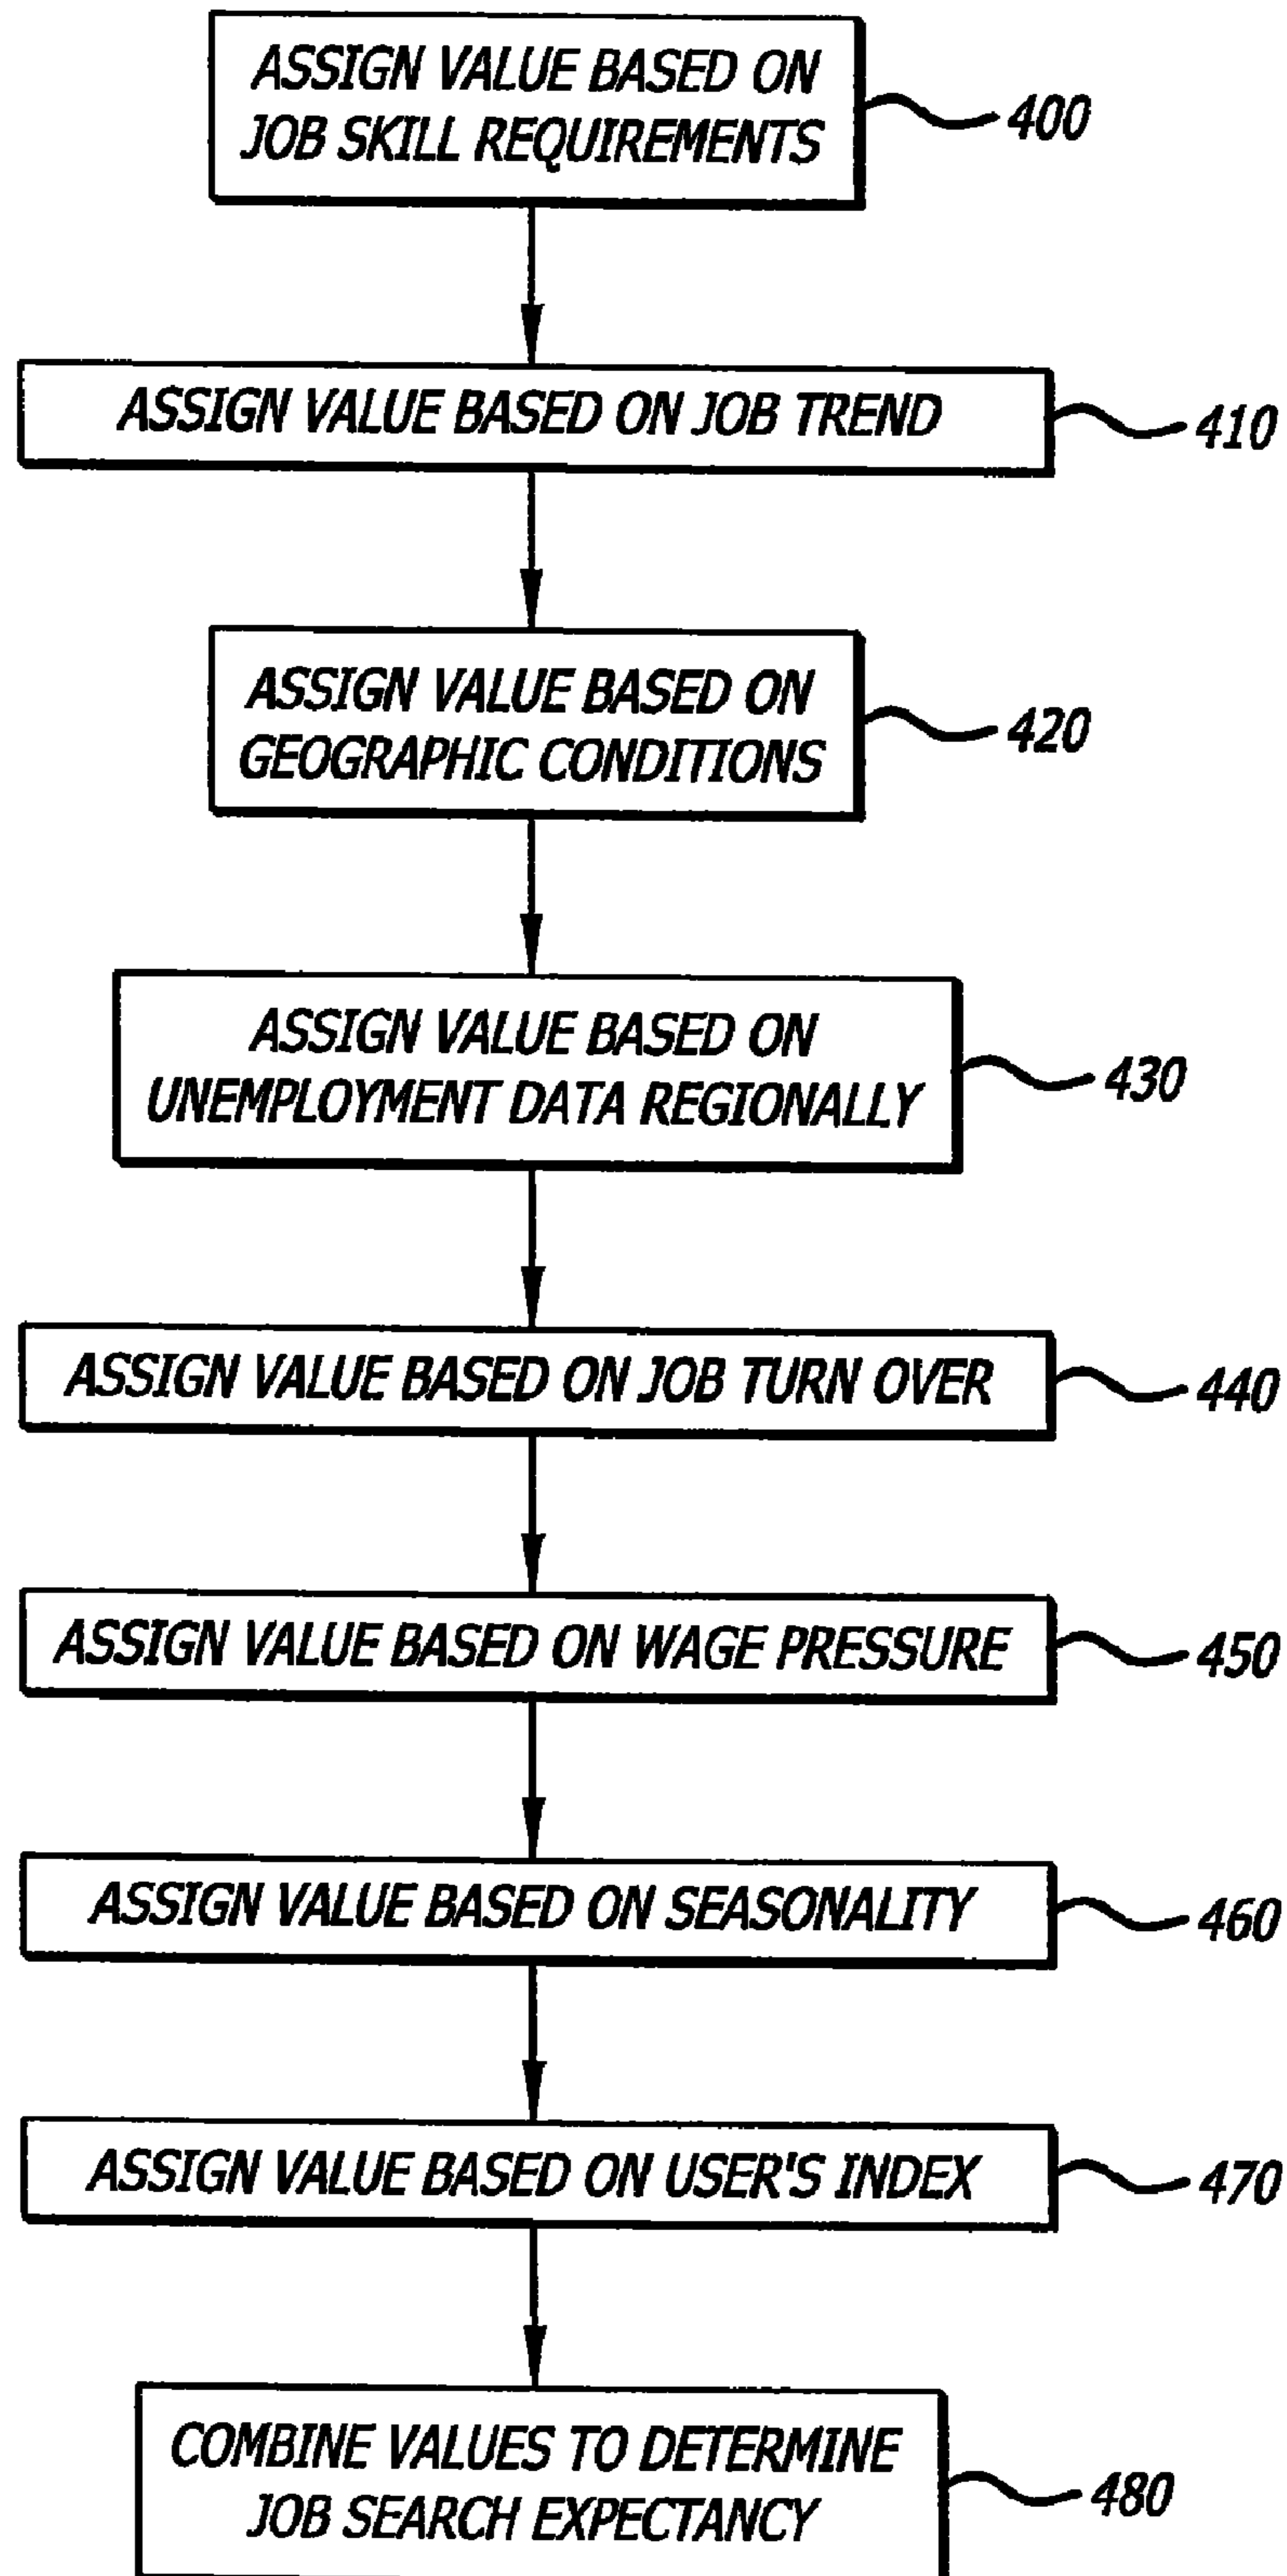 ASSIGN VALUE BASED ON
JOB SKILL REQUIREMENTS
400
ASSIGN VALUE BASED ON JOB TREND
410
ASSIGN VALUE BASED ON
GEOGRAPHIC CONDITIONS
420
ASSIGN VALUE BASED ON
UNEMPLOYMENT DATA REGIONALLY
430
ASSIGN VALUE BASED ON JOB TURN OVER
440
ASSIGN VALUE BASED ON WAGE PRESSURE
450
ASSIGN VALUE BASED ON SEASONALITY
460
ASSIGN VALUE BASED ON USER'S INDEX
470
COMBINE VALUES TO DETERMINE
JOB SEARCH EXPECTANCY
480